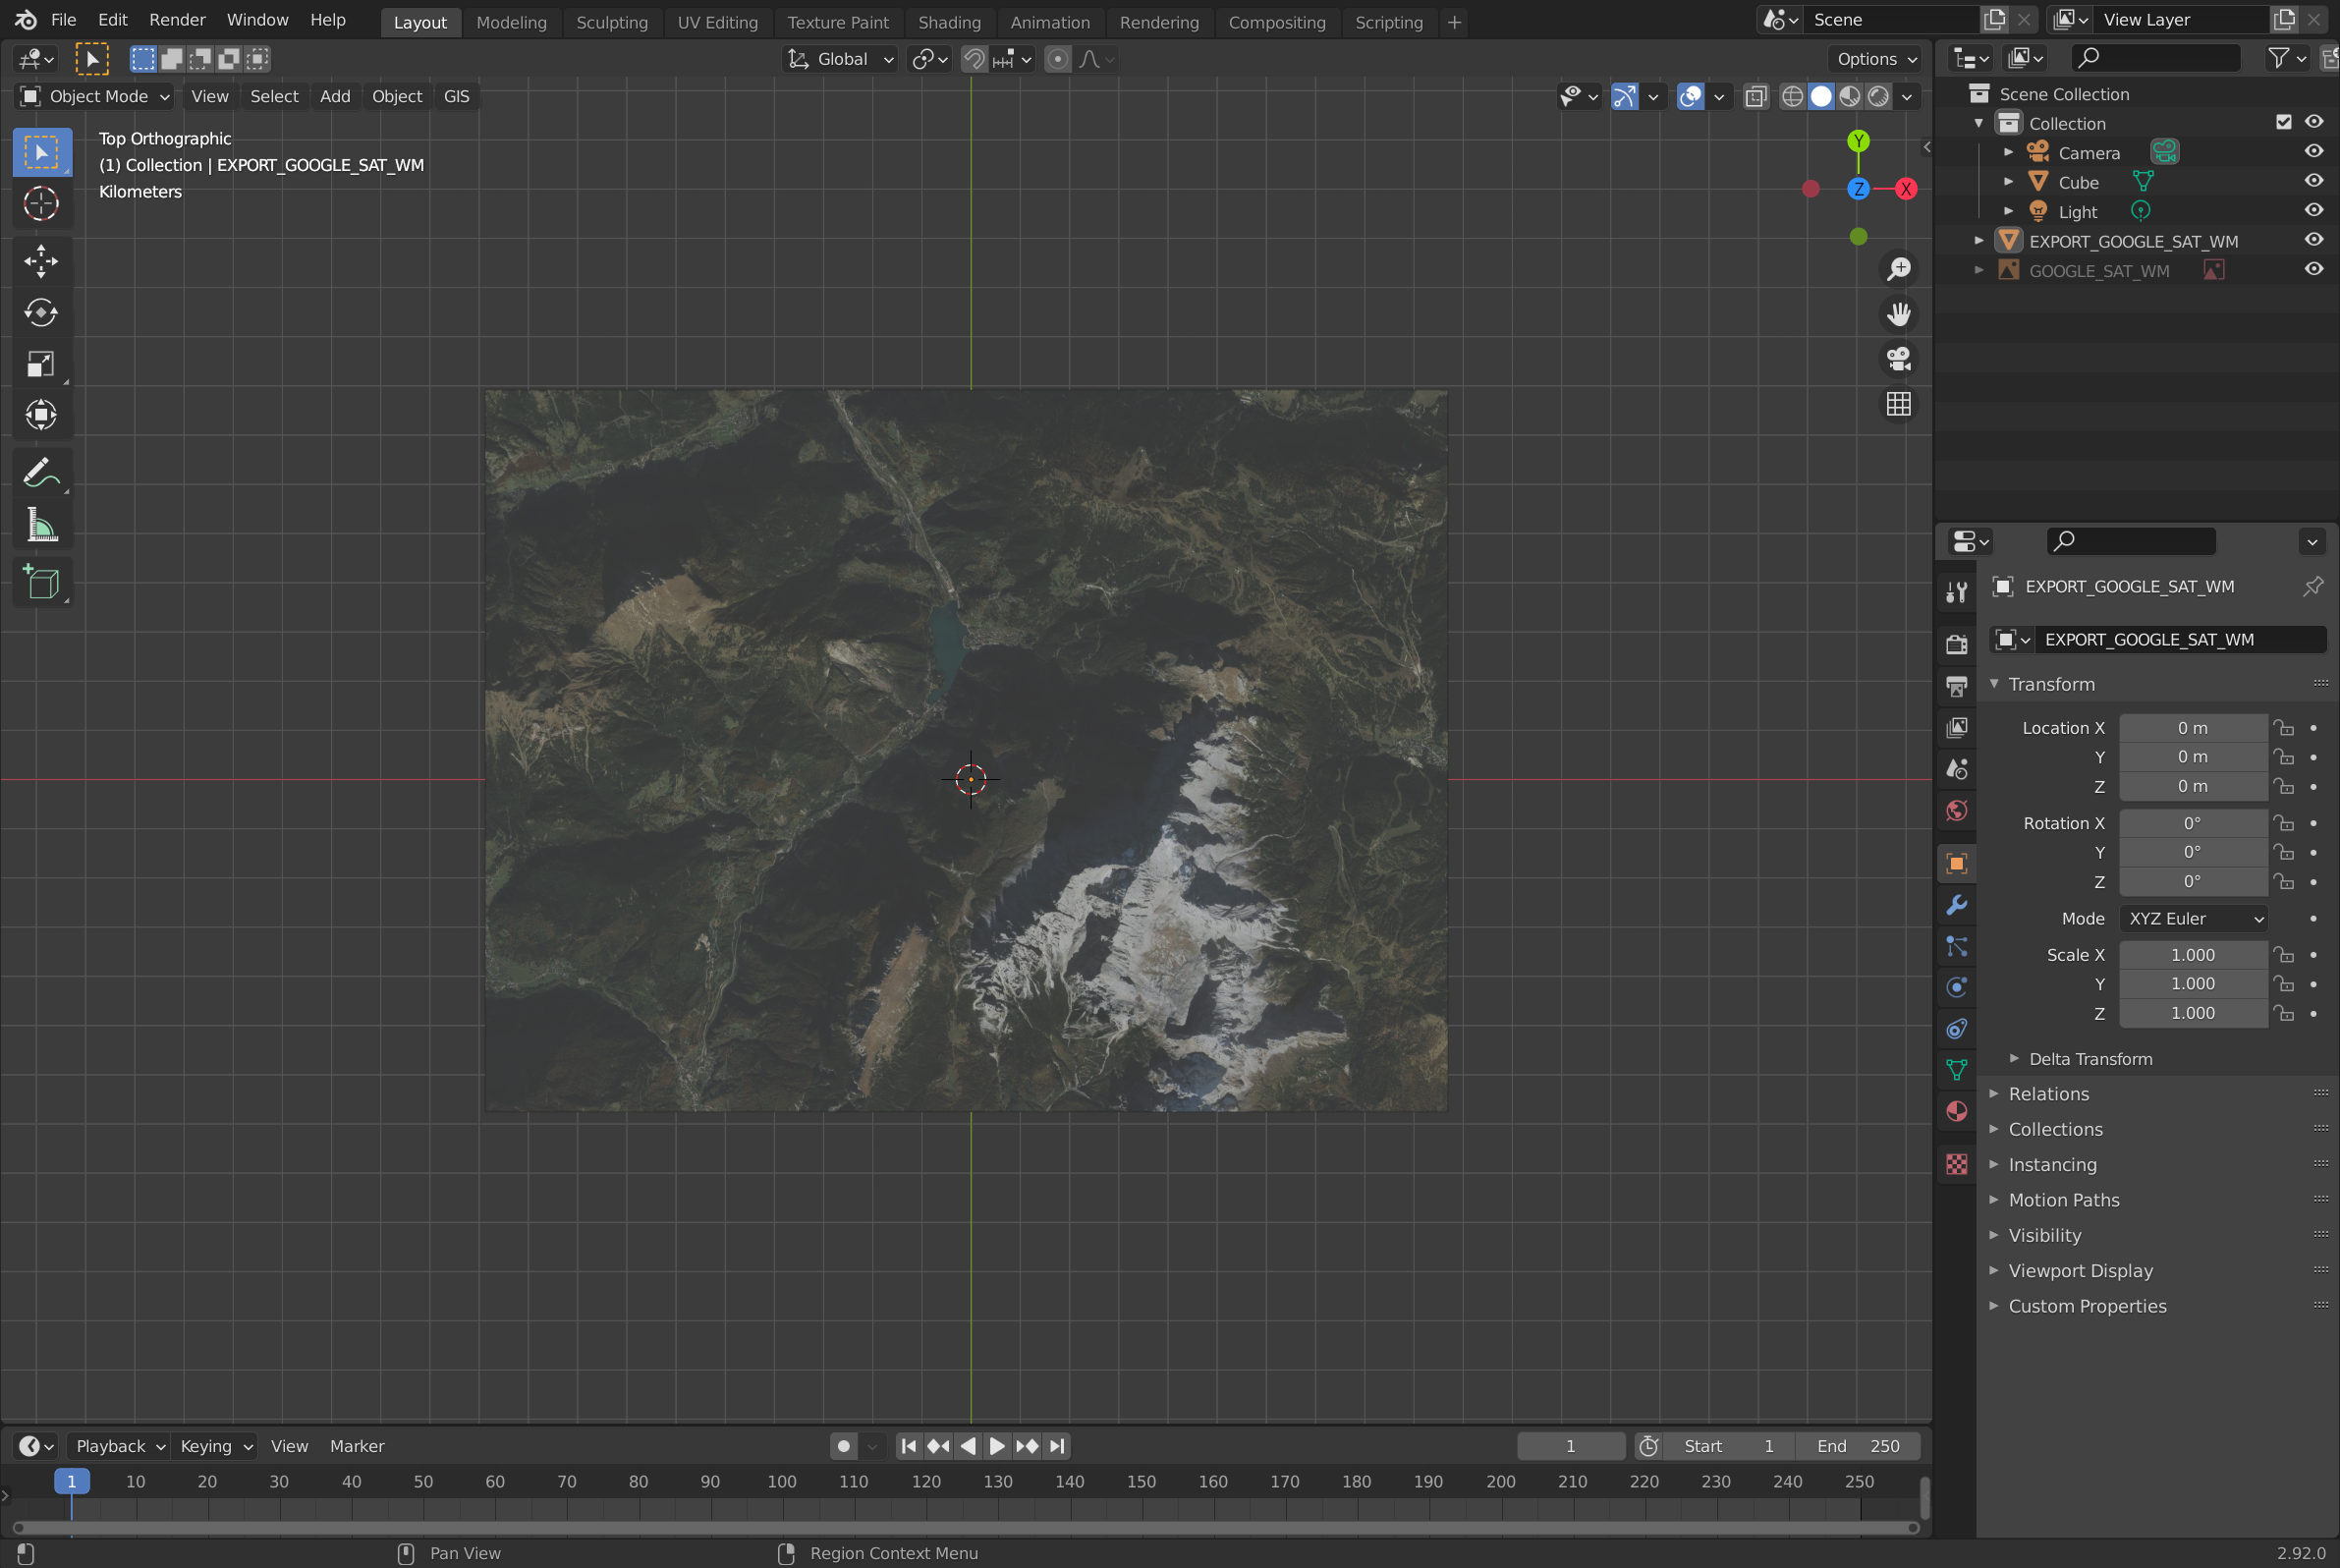 File Edit Render Window Help Layout Modeling Sculpting UV Editing Texture Paint Shading Animation Rendering Compositing Scripting Scene View Layer
Global Options
Object Mode View Select Add Object GIS
Top Orthographic
(1) Collection | EXPORT_GOOGLE_SAT_WM
Kilometers
Y
Z
X
Scene Collection
Collection
Camera
Cube
Light
EXPORT_GOOGLE_SAT_WM
GOOGLE_SAT_WM
EXPORT_GOOGLE_SAT_WM
EXPORT_GOOGLE_SAT_WM
Transform
Location X 0 m
Y 0 m
Z 0 m
Rotation X 0°
Y 0°
Z 0°
Mode XYZ Euler
Scale X 1.000
Y 1.000
Z 1.000
Delta Transform
Relations
Collections
Instancing
Motion Paths
Visibility
Viewport Display
Custom Properties
Playback Keying View Marker 1 Start 1 End 250
1 10 20 30 40 50 60 70 80 90 100 110 120 130 140 150 160 170 180 190 200 210 220 230 240 250
Pan View Region Context Menu 2.92.0